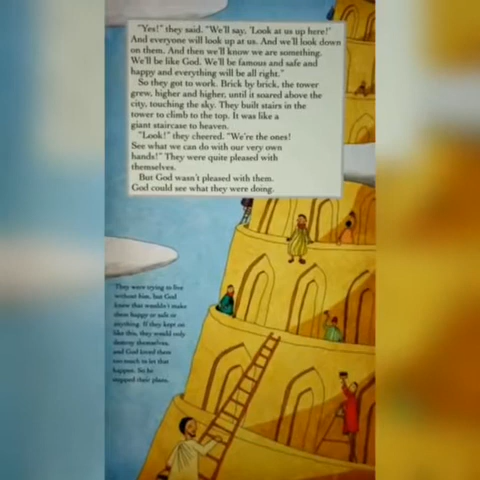 "Yes!" they said. "We'll say, 'Look at us up here!'
And everyone will look up at us. And we'll look down
on them. And then we'll know we are something.
We'll be like God. We'll be famous and safe and
happy and everything will be all right."
So they got to work. Brick by brick, the tower
grew, higher and higher, until it soared above the
city, touching the sky. They built stairs in the
tower to climb to the top. It was like a
giant staircase to heaven.
"Look!" they cheered. "We're the ones!
See what we can do with our very own
hands!" They were quite pleased with
themselves.
But God wasn't pleased with them.
God could see what they were doing.
They were trying to live
without him, but God
knew that wouldn't make
them happy or safe or
anything. If they kept on
like this, they would only
destroy themselves,
and God loved them
too much to let that
happen. So he
stopped their plans.